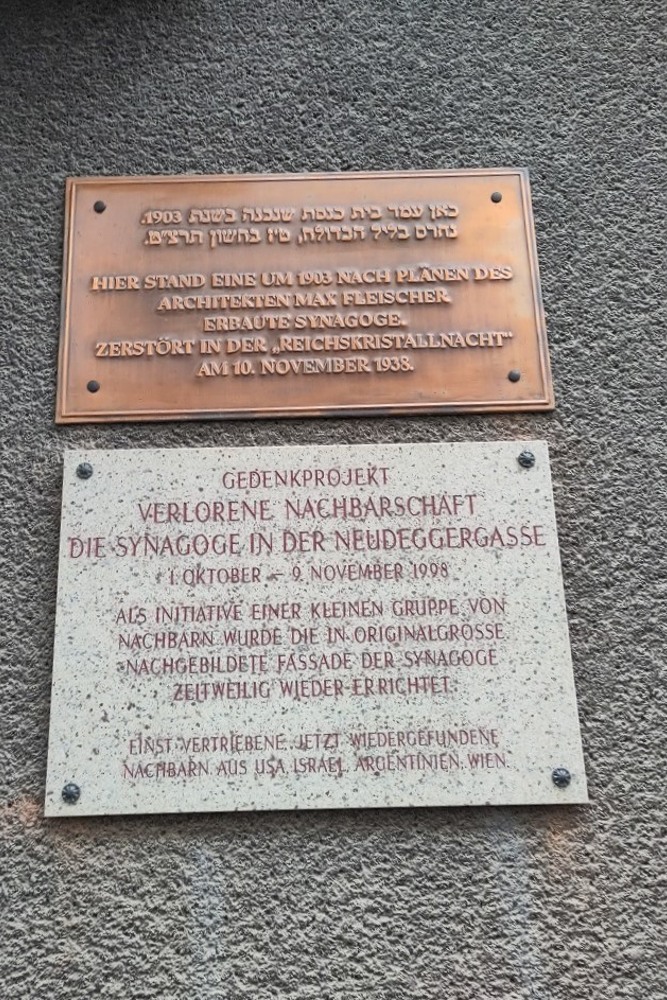 כאן עמד בית כנסת שנבנה בשנת 1903.
נהרס בליל הבדולח, ט״ז בחשון תרצ״ט.
HIER STAND EINE UM 1903 NACH PLÄNEN DES
ARCHITEKTEN MAX FLEISCHER
ERBAUTE SYNAGOGE.
ZERSTÖRT IN DER „REICHSKRISTALLNACHT“
AM 10. NOVEMBER 1938.
GEDENKPROJEKT
VERLORENE NACHBARSCHAFT
DIE SYNAGOGE IN DER NEUDEGGERGASSE
1. OKTOBER – 9. NOVEMBER 1998
ALS INITIATIVE EINER KLEINEN GRUPPE VON
NACHBARN WURDE DIE IN ORIGINALGRÖSSE
NACHGEBILDETE FASSADE DER SYNAGOGE
ZEITWEILIG WIEDER ERRICHTET.
EINST VERTRIEBENE, JETZT WIEDERGEFUNDENE
NACHBARN AUS USA, ISRAEL, ARGENTINIEN, WIEN.